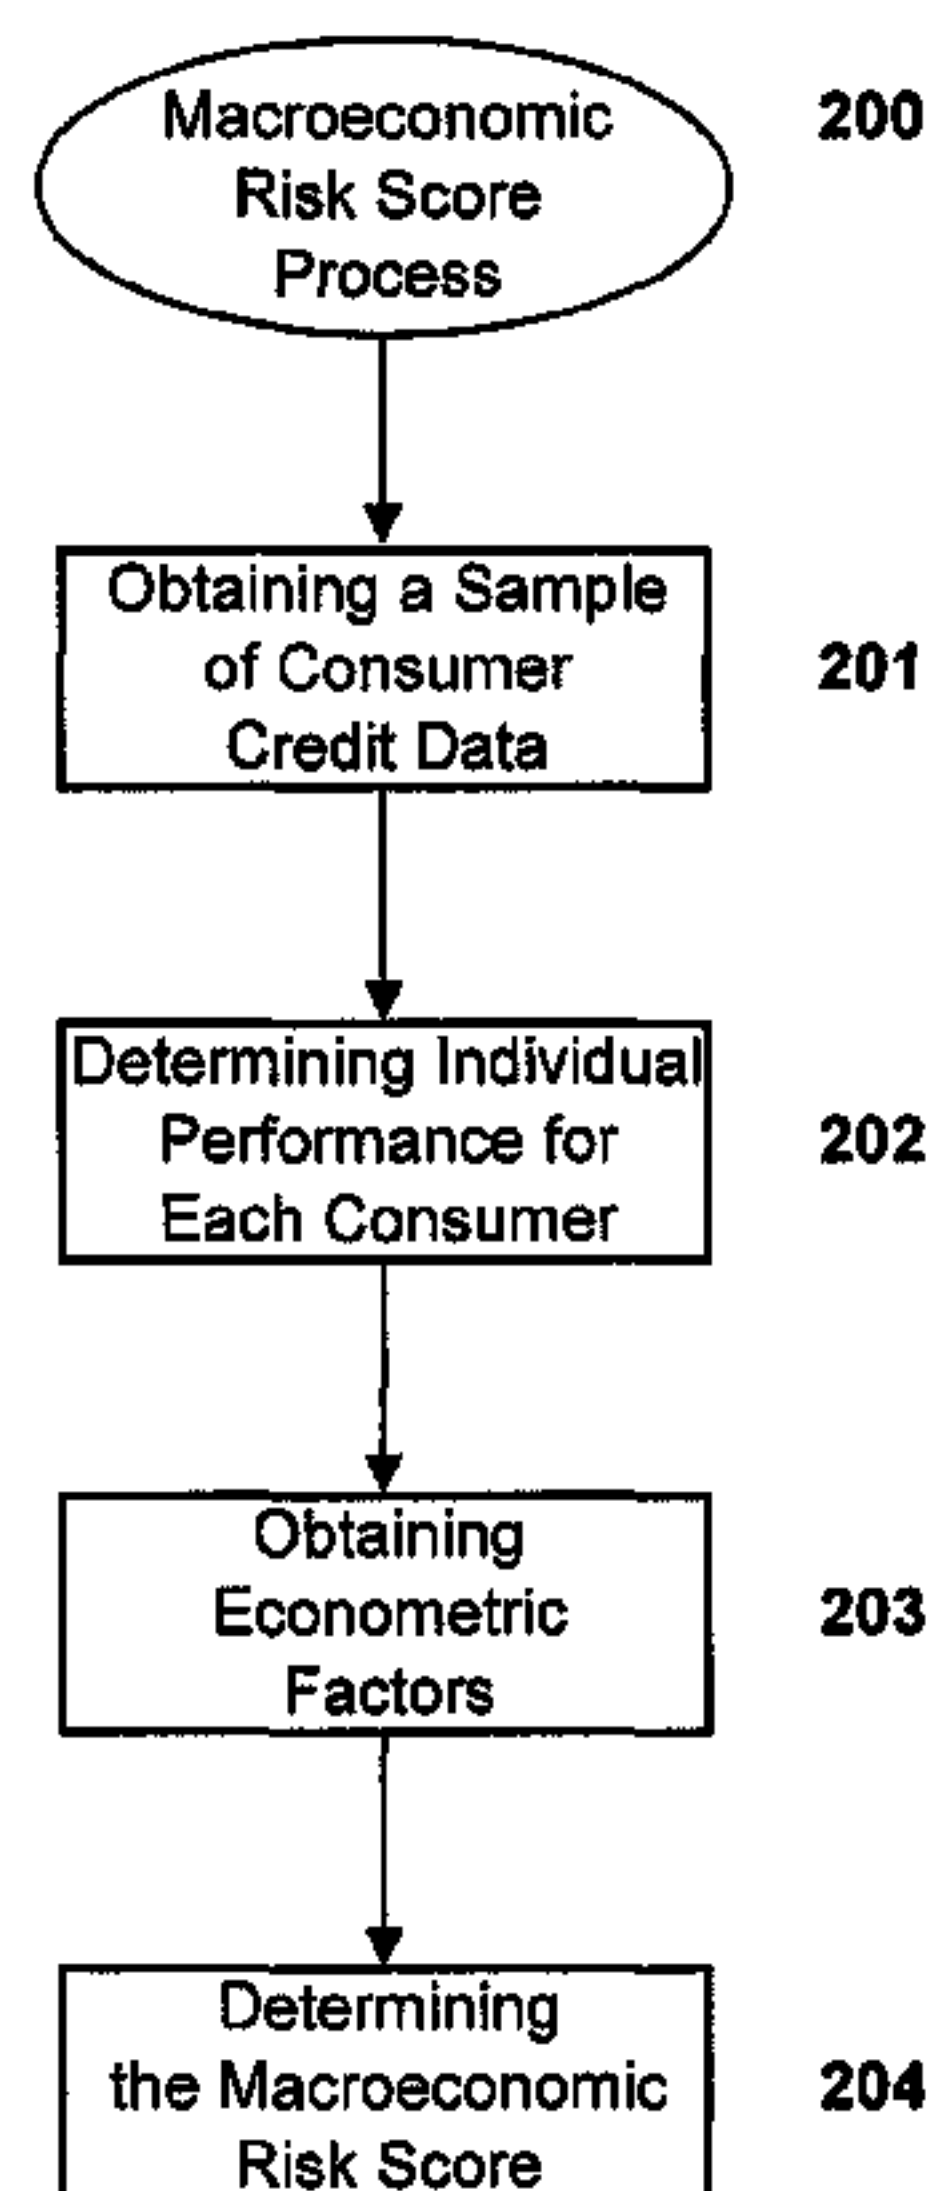 Macroeconomic
Risk Score
Process
200
Obtaining a Sample
of Consumer
Credit Data
201
Determining Individual
Performance for
Each Consumer
202
Obtaining
Econometric
Factors
203
Determining
the Macroeconomic
Risk Score
204